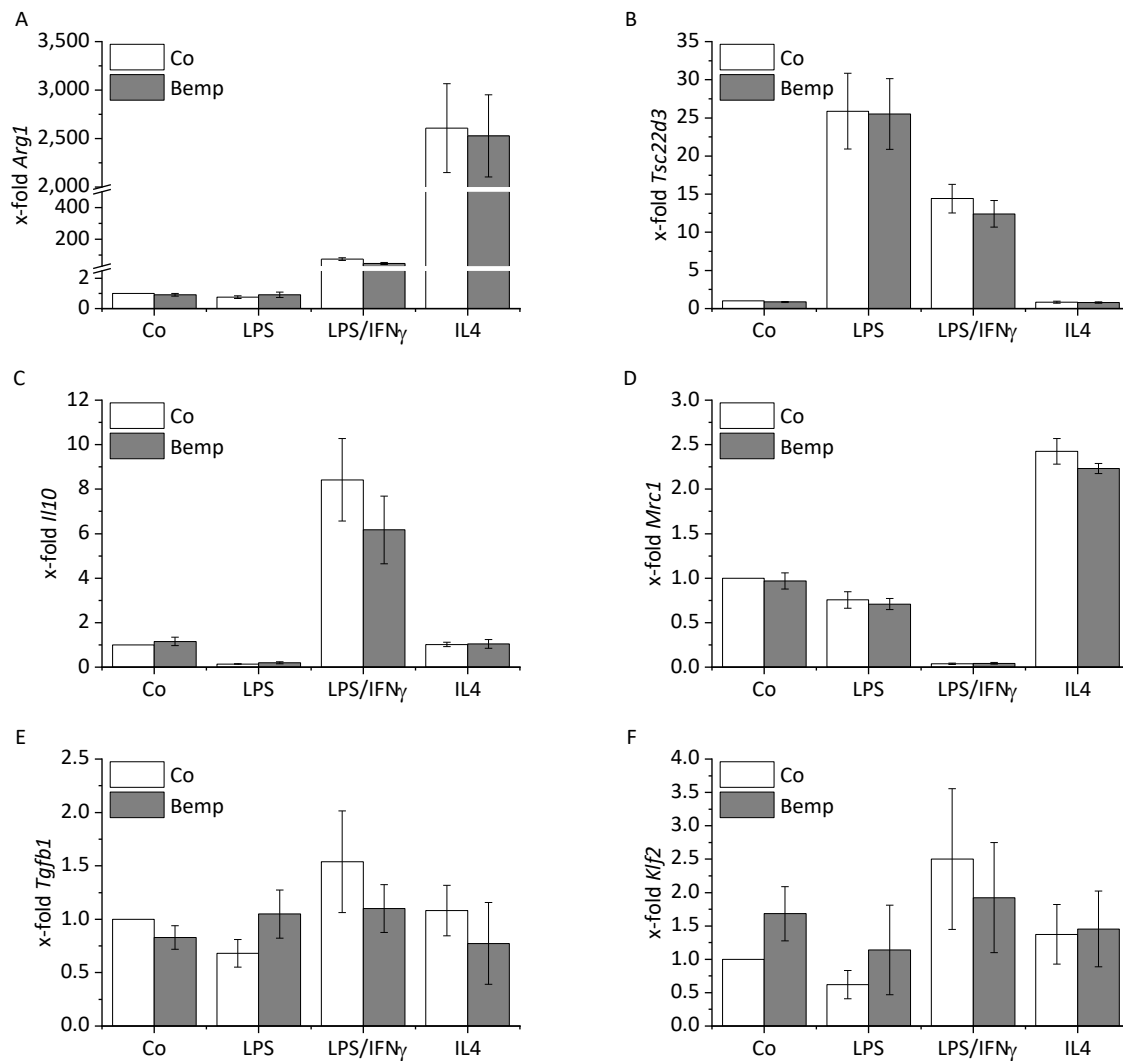 A
x-fold Arg1
3,500
3,000
2,500
2,000
400
200
2
0
Co
Bemp
Co LPS LPS/IFNγ IL4
B
x-fold Tsc22d3
35
30
25
20
15
10
5
0
Co
Bemp
Co LPS LPS/IFNγ IL4
C
x-fold Il10
12
10
8
6
4
2
0
Co
Bemp
Co LPS LPS/IFNγ IL4
D
x-fold Mrc1
3.0
2.5
2.0
1.5
1.0
0.5
0.0
Co
Bemp
Co LPS LPS/IFNγ IL4
E
x-fold Tgfb1
2.5
2.0
1.5
1.0
0.5
0.0
Co
Bemp
Co LPS LPS/IFNγ IL4
F
x-fold Klf2
4.0
3.5
3.0
2.5
2.0
1.5
1.0
0.5
0.0
Co
Bemp
Co LPS LPS/IFNγ IL4